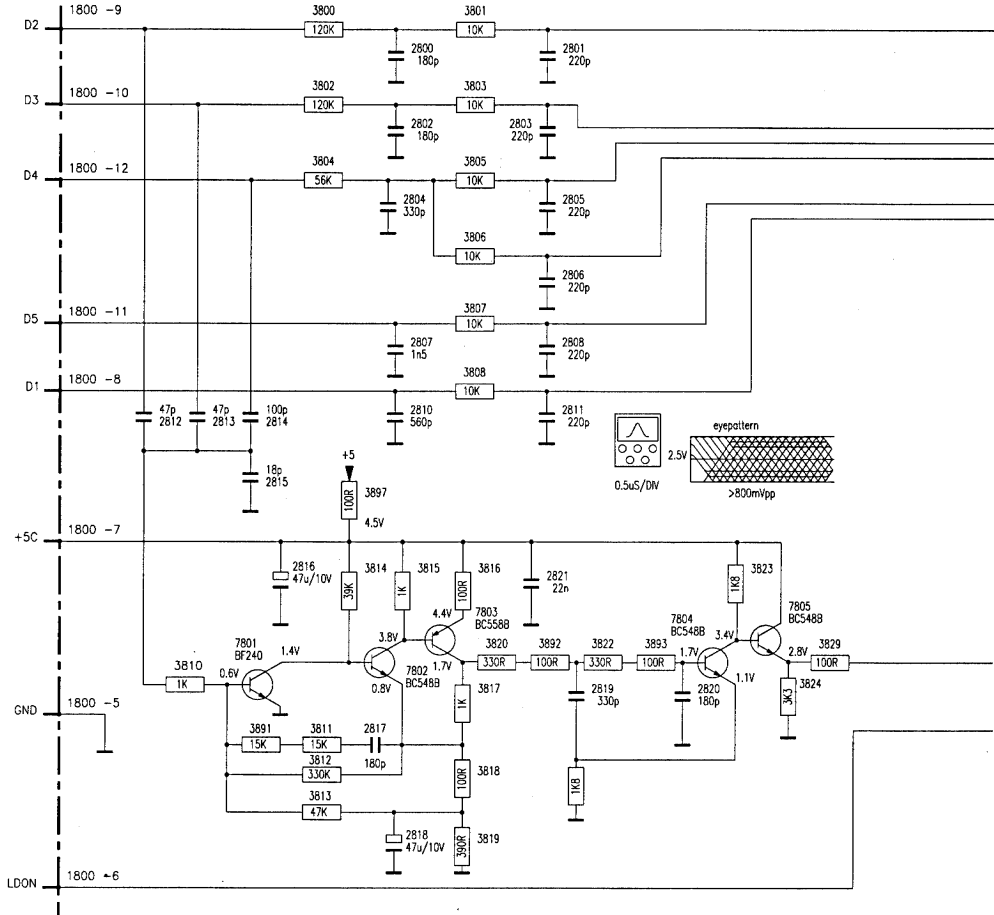 D2 1800 -9
3800
120K
2800
180p
3801
10K
2801
220p
D3 1800 -10
3802
120K
2802
180p
3803
10K
2803
220p
D4 1800 -12
3804
56K
2804
330p
3805
10K
2805
220p
3806
10K
2806
220p
D5 1800 -11
2807
1n5
3807
10K
2808
220p
D1 1800 -8
2810
560p
3808
10K
2811
220p
47p
2812
47p
2813
100p
2814
18p
2815
eyepattern
2.5V
0.5uS/DIV
>800mVpp
+5
100R
3897
4.5V
+5C 1800 -7
2816
47u/10V
3814
39K
3815
1K
3816
100R
2821
22n
3823
1K8
7801
BF240
1.4V
0.6V
3810
1K
3.8V
0.8V
7802
BC548B
4.4V
7803
BC558B
1.7V
3820
330R
3892
100R
3822
330R
3893
100R
1.7V
7804
BC548B
3.4V
1.1V
7805
BC548B
2.8V
3829
100R
3824
3K3
3817
1K
2819
330p
2820
180p
GND 1800 -5
3891
15K
3811
15K
2817
180p
3812
330K
3818
100R
1K8
3813
47K
2818
47u/10V
3819
390R
LDON 1800 -6